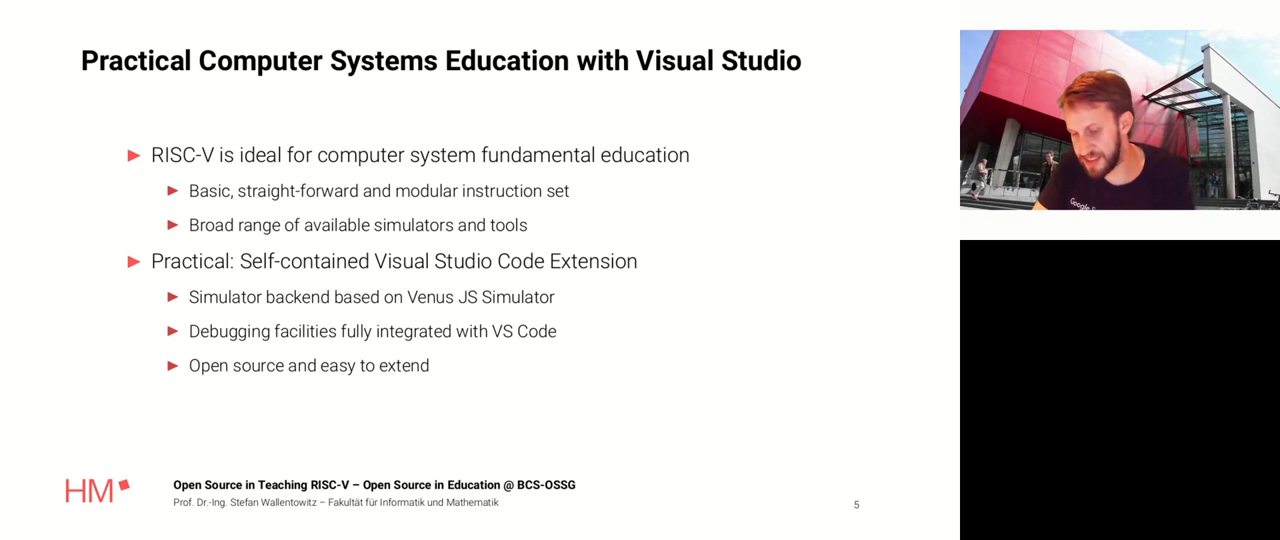 Practical Computer Systems Education with Visual Studio
RISC-V is ideal for computer system fundamental education
Basic, straight-forward and modular instruction set
Broad range of available simulators and tools
Practical: Self-contained Visual Studio Code Extension
Simulator backend based on Venus JS Simulator
Debugging facilities fully integrated with VS Code
Open source and easy to extend
HM
Open Source in Teaching RISC-V – Open Source in Education @ BCS-OSSG
Prof. Dr.-Ing. Stefan Wallentowitz – Fakultät für Informatik und Mathematik
5
Google